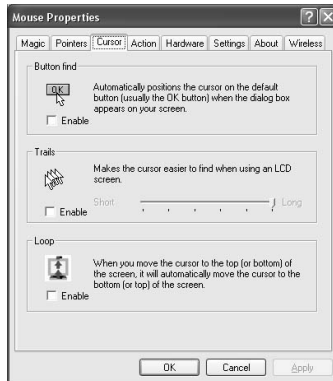 Mouse Properties
Magic Pointers Cursor Action Hardware Settings About Wireless
Button find
OK
Automatically positions the cursor on the default
button (usually the OK button) when the dialog box
appears on your screen.
Enable
Trails
Makes the cursor easier to find when using an LCD
screen.
Short Long
Enable
Loop
When you move the cursor to the top (or bottom) of
the screen, it will automatically move the cursor to the
bottom (or top) of the screen.
Enable
OK Cancel Apply